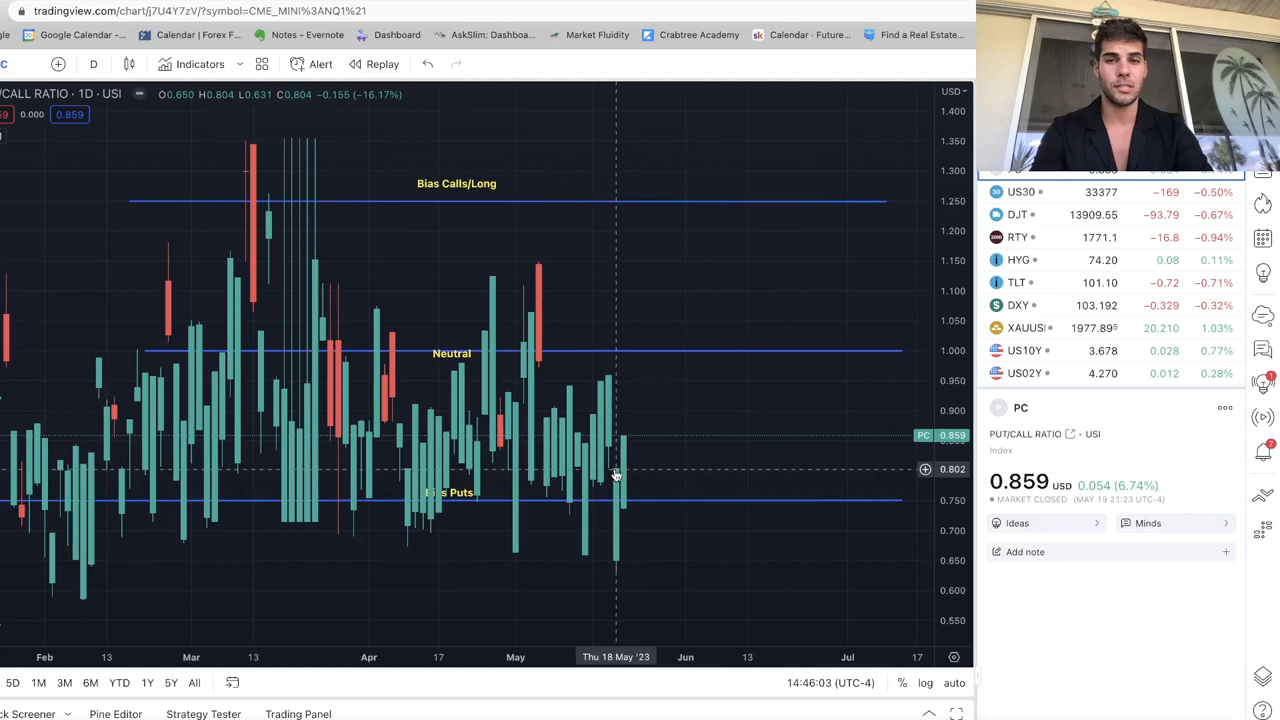 tradingview.com/chart/j7U4Y7zV/?symbol=CME_MINI%3ANQ1%21
gle Google Calendar -... Calendar | Forex F... Notes - Evernote Dashboard AskSlim: Dashboa... Market Fluidity Crabtree Academy sk Calendar · Future... Find a Real Estate...
C D Indicators Alert Replay
/CALL RATIO · 1D · USI O0.650 H0.804 L0.631 C0.804 −0.155 (−16.17%)
59 0.000 0.859
USD
1.400
1.350
1.300
1.250
1.200
1.150
1.100
1.050
1.000
0.950
0.900
PC 0.859
0.802
0.750
0.700
0.650
0.600
0.550
Bias Calls/Long
Neutral
Puts
Feb 13 Mar 13 Apr 17 May Thu 18 May '23 Jun 13 Jul 17
5D 1M 3M 6M YTD 1Y 5Y All 14:46:03 (UTC-4) % log auto
ck Screener Pine Editor Strategy Tester Trading Panel
30 US30 33377 −169 −0.50%
DJT 13909.55 −93.79 −0.67%
2000 RTY 1771.1 −16.8 −0.94%
HYG 74.20 0.08 0.11%
TLT 101.10 −0.72 −0.71%
$ DXY 103.192 −0.329 −0.32%
XAUUS 1977.895 20.210 1.03%
US10Y 3.678 0.028 0.77%
US02Y 4.270 0.012 0.28%
P PC
PUT/CALL RATIO · USI
Index
0.859 USD 0.054 (6.74%)
MARKET CLOSED (MAY 19 21:23 UTC-4)
Ideas Minds
Add note
1
7